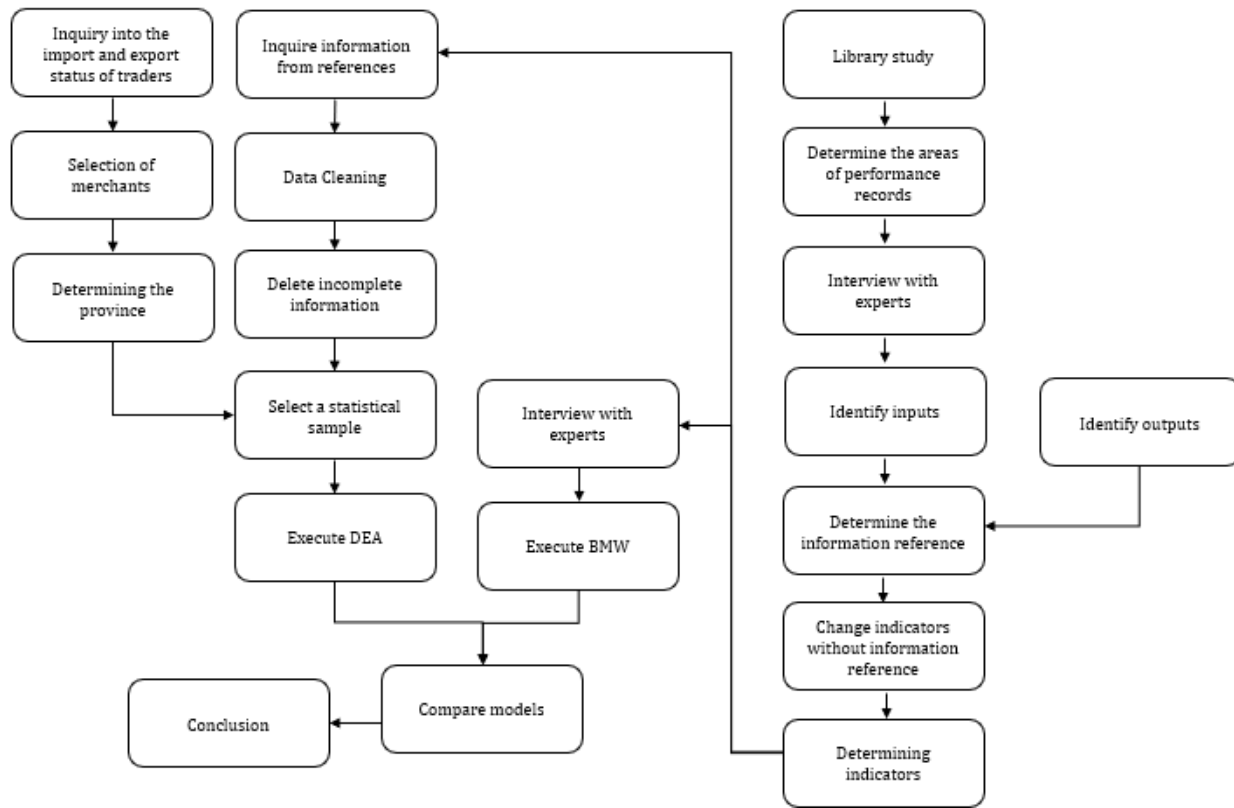 Inquiry into the
import and export
status of traders
Selection of
merchants
Determining the
province
Inquire information
from references
Data Cleaning
Delete incomplete
information
Select a statistical
sample
Execute DEA
Interview with
experts
Execute BMW
Compare models
Conclusion
Library study
Determine the areas
of performance
records
Interview with
experts
Identify inputs
Identify outputs
Determine the
information reference
Change indicators
without information
reference
Determining
indicators